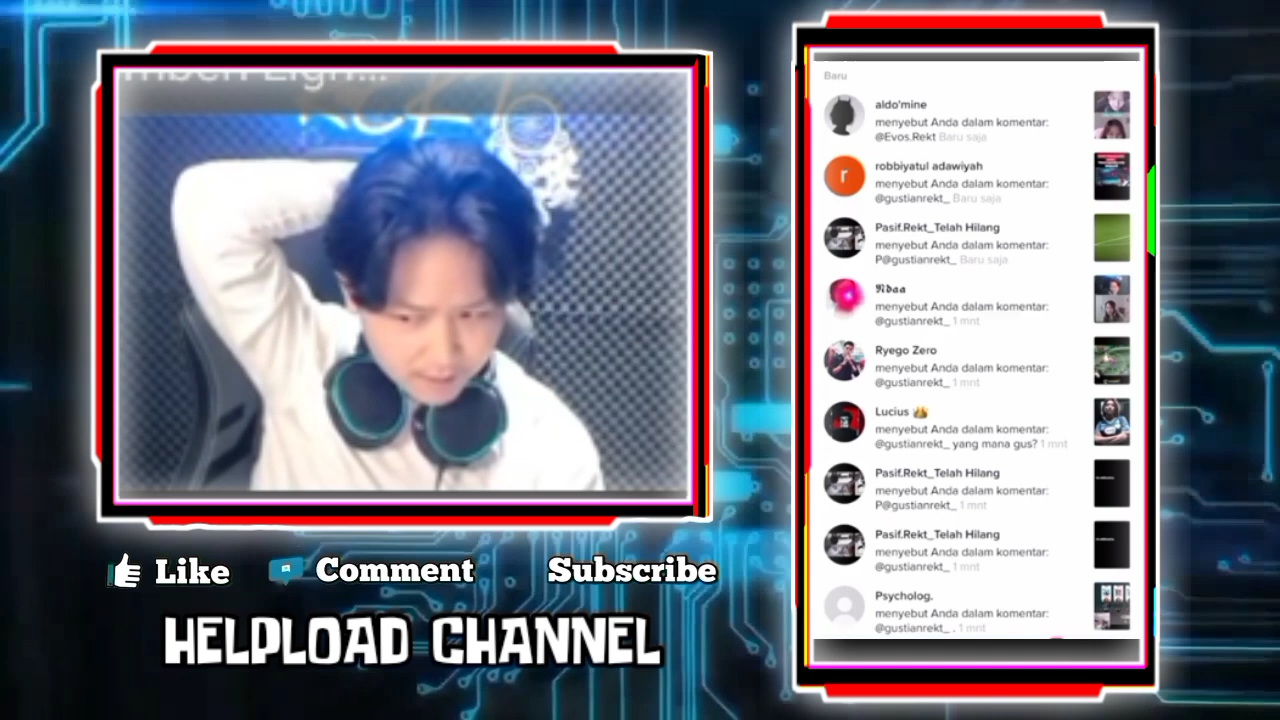 Like
Comment
Subscribe
HELPLOAD CHANNEL
Baru
aldo'mine
menyebut Anda dalam komentar:
@Evos.Rekt Baru saja
r
robbiyatul adawiyah
menyebut Anda dalam komentar:
@gustianrekt_ Baru saja
Pasif.Rekt_Telah Hilang
menyebut Anda dalam komentar:
P@gustianrekt_ Baru saja
𝕽𝖉𝖆𝖆
menyebut Anda dalam komentar:
@gustianrekt_ 1 mnt
Ryego Zero
menyebut Anda dalam komentar:
@gustianrekt_ 1 mnt
Lucius
menyebut Anda dalam komentar:
@gustianrekt_ yang mana gus? 1 mnt
Pasif.Rekt_Telah Hilang
menyebut Anda dalam komentar:
P@gustianrekt_ 1 mnt
Pasif.Rekt_Telah Hilang
menyebut Anda dalam komentar:
@gustianrekt_ 1 mnt
Psycholog.
menyebut Anda dalam komentar:
@gustianrekt_ . 1 mnt